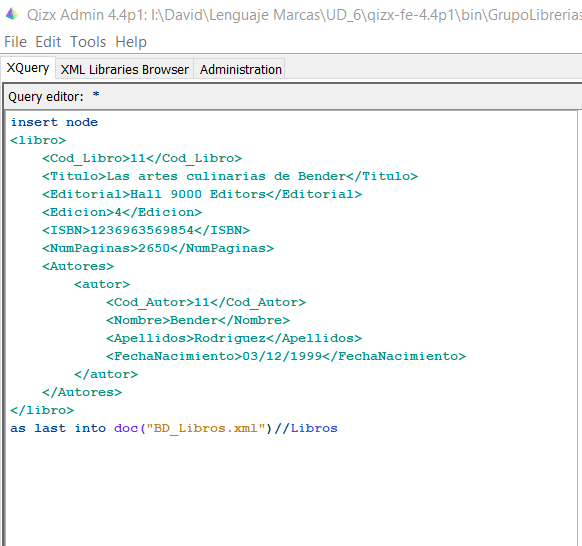 Qizx Admin 4.4p1: I:\David\Lenguaje Marcas\UD_6\qizx-fe-4.4p1\bin\GrupoLibrerias
File Edit Tools Help
XQuery XML Libraries Browser Administration
Query editor: *
insert node
<libro>
    <Cod_Libro>11</Cod_Libro>
    <Titulo>Las artes culinarias de Bender</Titulo>
    <Editorial>Hall 9000 Editors</Editorial>
    <Edicion>4</Edicion>
    <ISBN>1236963569854</ISBN>
    <NumPaginas>2650</NumPaginas>
    <Autores>
        <autor>
            <Cod_Autor>11</Cod_Autor>
            <Nombre>Bender</Nombre>
            <Apellidos>Rodriguez</Apellidos>
            <FechaNacimiento>03/12/1999</FechaNacimiento>
        </autor>
    </Autores>
</libro>
as last into doc("BD_Libros.xml")//Libros